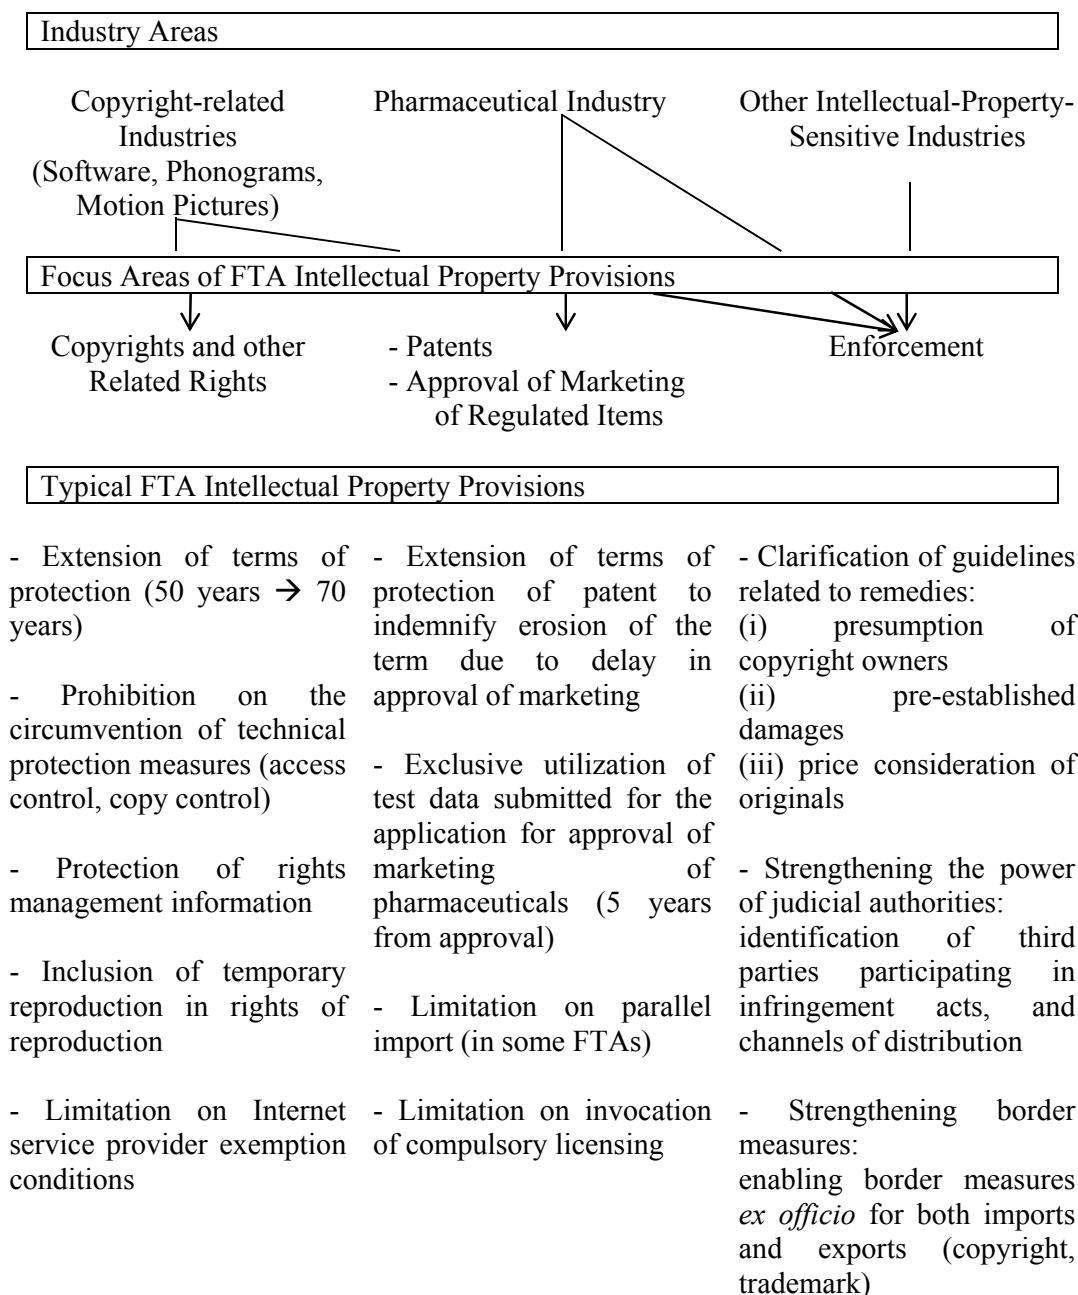 Industry Areas
Copyright-related
Industries
(Software, Phonograms,
Motion Pictures)
Pharmaceutical Industry
Other Intellectual-Property-
Sensitive Industries
Focus Areas of FTA Intellectual Property Provisions
Copyrights and other
Related Rights
- Patents
- Approval of Marketing
of Regulated Items
Enforcement
Typical FTA Intellectual Property Provisions
- Extension of terms of
protection (50 years → 70
years)
- Prohibition on the
circumvention of technical
protection measures (access
control, copy control)
- Protection of rights
management information
- Inclusion of temporary
reproduction in rights of
reproduction
- Limitation on Internet
service provider exemption
conditions
- Extension of terms of
protection of patent to
indemnify erosion of the
term due to delay in
approval of marketing
- Exclusive utilization of
test data submitted for the
application for approval of
marketing of
pharmaceuticals (5 years
from approval)
- Limitation on parallel
import (in some FTAs)
- Limitation on invocation
of compulsory licensing
- Clarification of guidelines
related to remedies:
(i) presumption of
copyright owners
(ii) pre-established
damages
(iii) price consideration of
originals
- Strengthening the power
of judicial authorities:
identification of third
parties participating in
infringement acts, and
channels of distribution
- Strengthening border
measures:
enabling border measures
ex officio for both imports
and exports (copyright,
trademark)